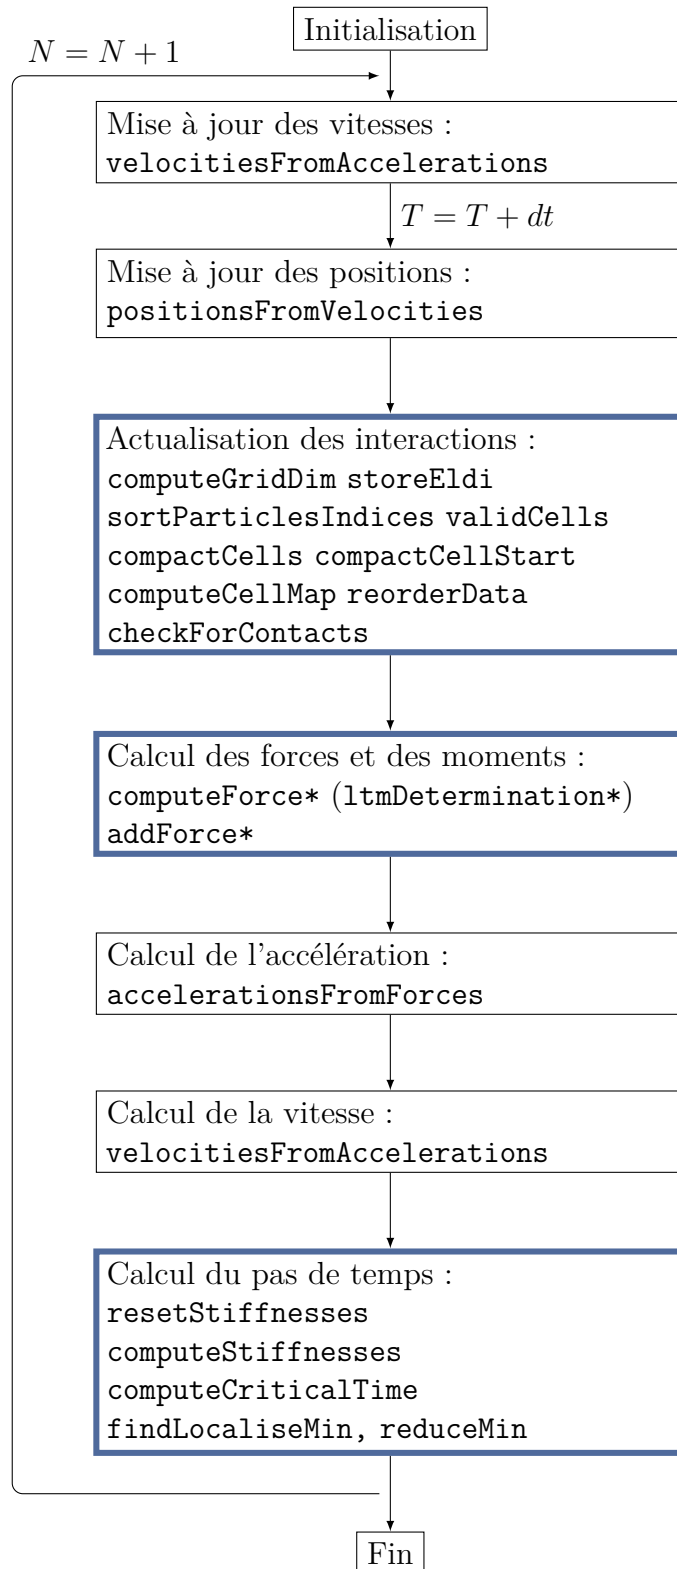 Initialisation
N = N + 1
Mise à jour des vitesses :
velocitiesFromAccelerations
T = T + dt
Mise à jour des positions :
positionsFromVelocities
Actualisation des interactions :
computeGridDim storeEldi
sortParticlesIndices validCells
compactCells compactCellStart
computeCellMap reorderData
checkForContacts
Calcul des forces et des moments :
computeForce* (ltmDetermination*)
addForce*
Calcul de l'accélération :
accelerationsFromForces
Calcul de la vitesse :
velocitiesFromAccelerations
Calcul du pas de temps :
resetStiffnesses
computeStiffnesses
computeCriticalTime
findLocaliseMin, reduceMin
Fin